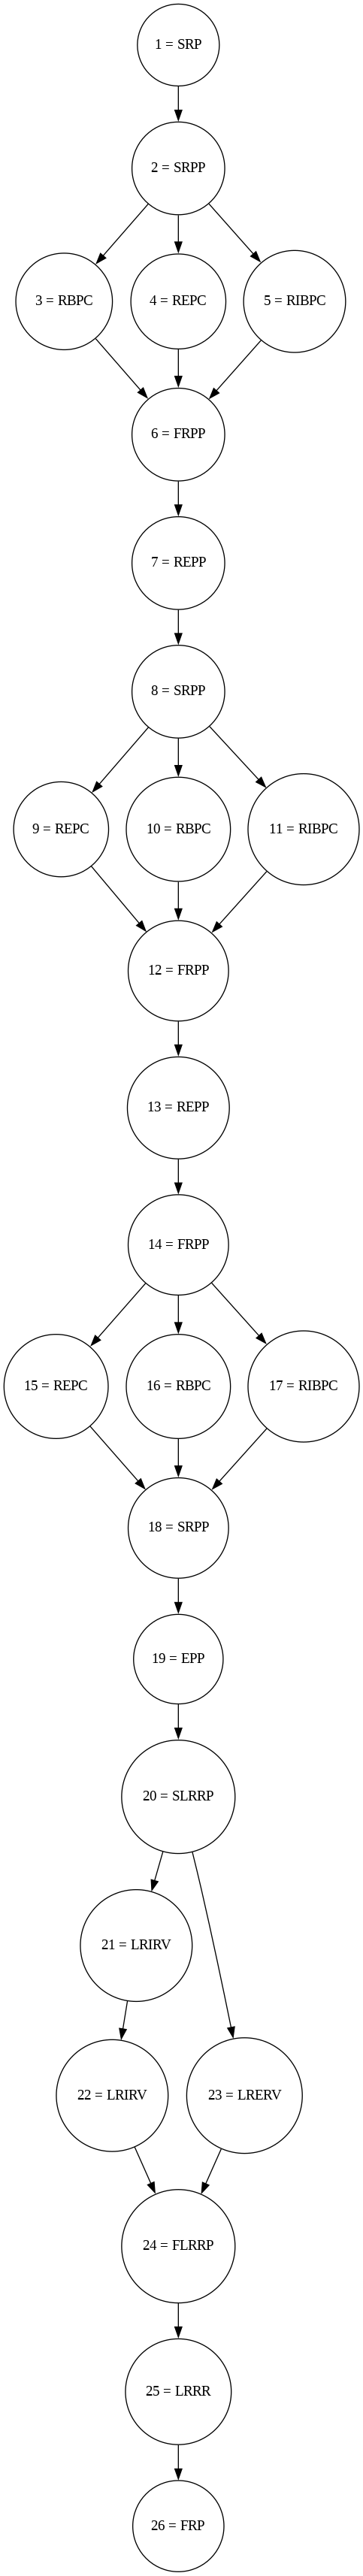 1 = SRP
2 = SRPP
3 = RBPC
4 = REPC
5 = RIBPC
6 = FRPP
7 = REPP
8 = SRPP
9 = REPC
10 = RBPC
11 = RIBPC
12 = FRPP
13 = REPP
14 = FRPP
15 = REPC
16 = RBPC
17 = RIBPC
18 = SRPP
19 = EPP
20 = SLRRP
21 = LRIRV
22 = LRIRV
23 = LRERV
24 = FLRRP
25 = LRRR
26 = FRP